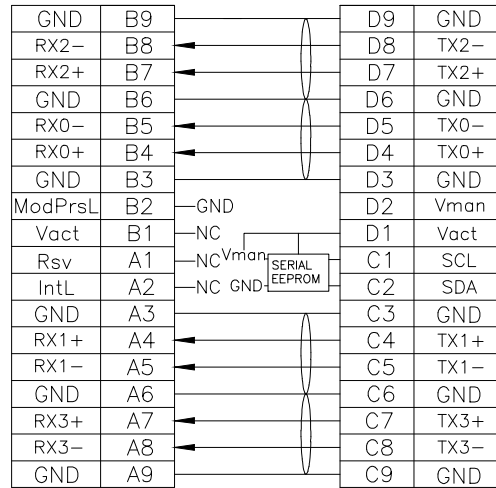 GND B9 D9 GND
RX2- B8 D8 TX2-
RX2+ B7 D7 TX2+
GND B6 D6 GND
RX0- B5 D5 TX0-
RX0+ B4 D4 TX0+
GND B3 D3 GND
ModPrsL B2 GND D2 Vman
Vact B1 NC D1 Vact
Rsv A1 NC Vman SERIAL C1 SCL
IntL A2 NC GND EEPROM C2 SDA
GND A3 C3 GND
RX1+ A4 C4 TX1+
RX1- A5 C5 TX1-
GND A6 C6 GND
RX3+ A7 C7 TX3+
RX3- A8 C8 TX3-
GND A9 C9 GND